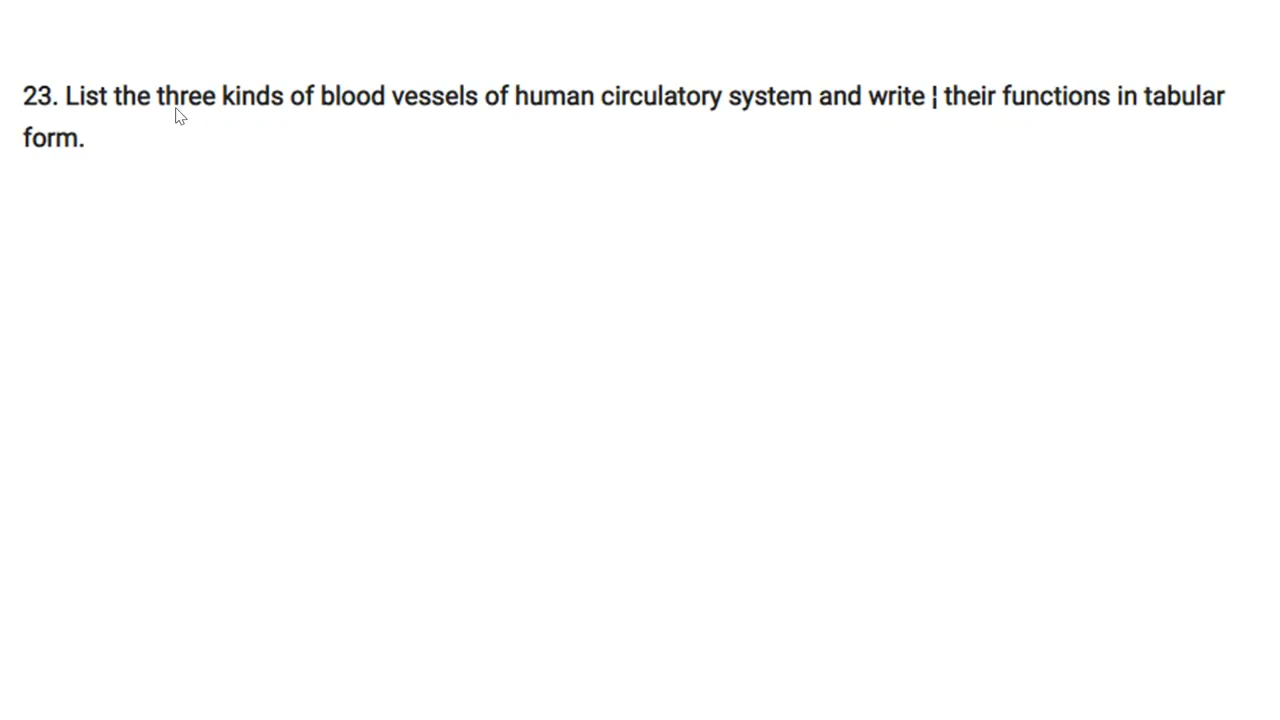 23. List the three kinds of blood vessels of human circulatory system and write ¦ their functions in tabular
form.